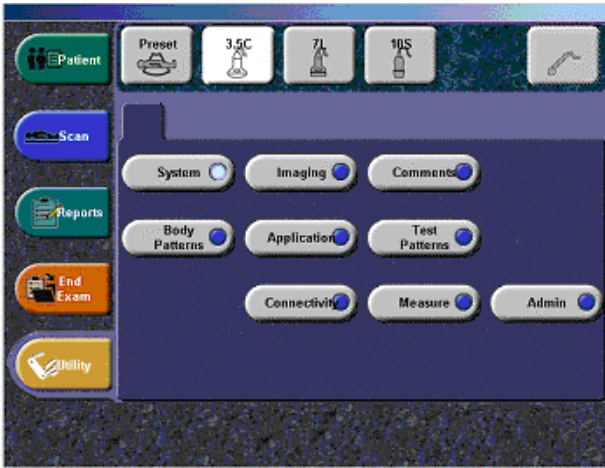 Patient
Preset
3.5C
7L
10S
Scan
System
Imaging
Comments
Reports
Body
Patterns
Application
Test
Patterns
End
Exam
Connectivity
Measure
Admin
Utility